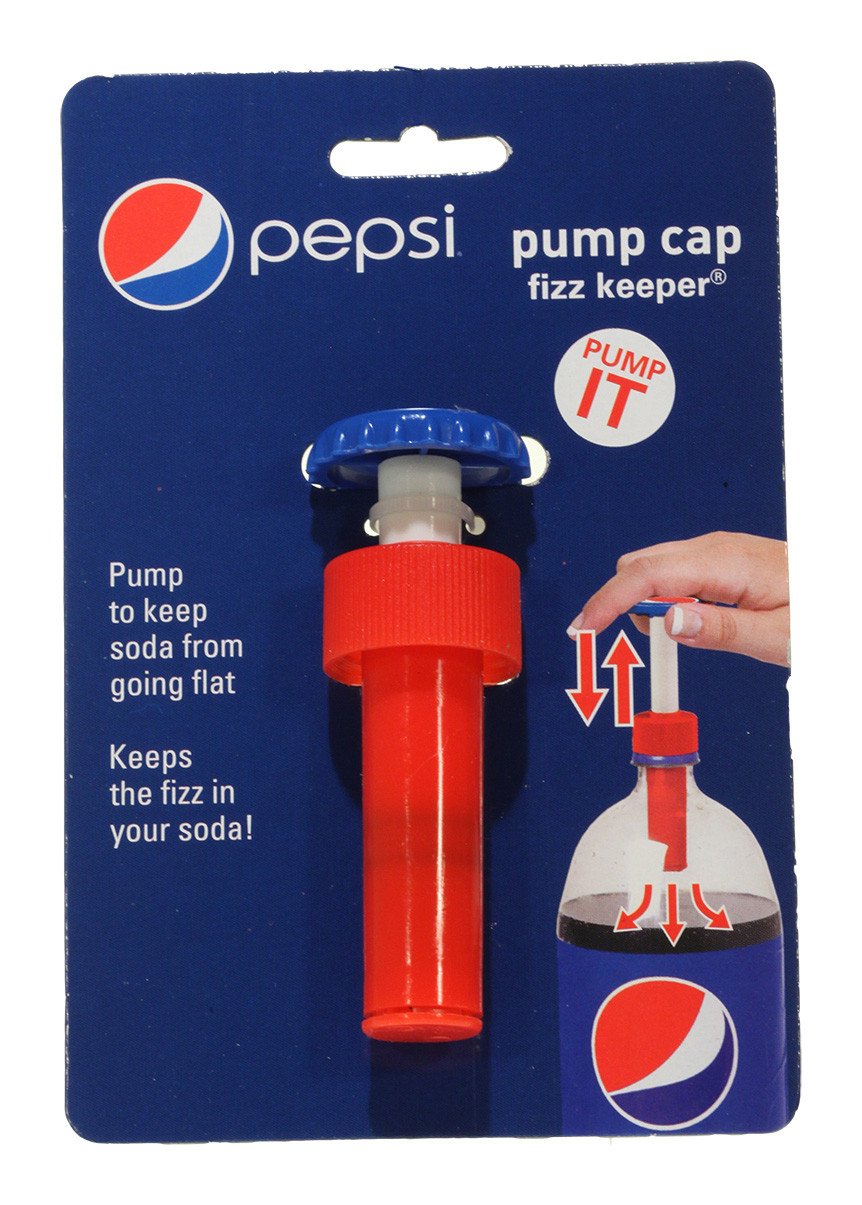 pepsi
pump cap
fizz keeper®
PUMP
IT
Pump
to keep
soda from
going flat
Keeps
the fizz in
your soda!